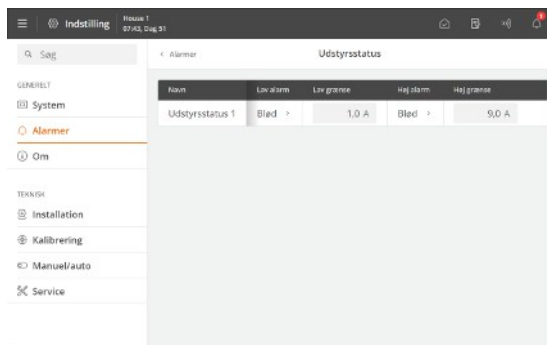 Indstilling
House 1
07:43, Dag 31
Søg
Alarmer
Udstyrsstatus
GENERELT
System
Alarmer
Om
TEKNISK
Installation
Kalibrering
Manuel/auto
Service
Navn Lav alarm Lav grænse Høj alarm Høj grænse
Udstyrsstatus 1 Blød 1,0 A Blød 9,0 A